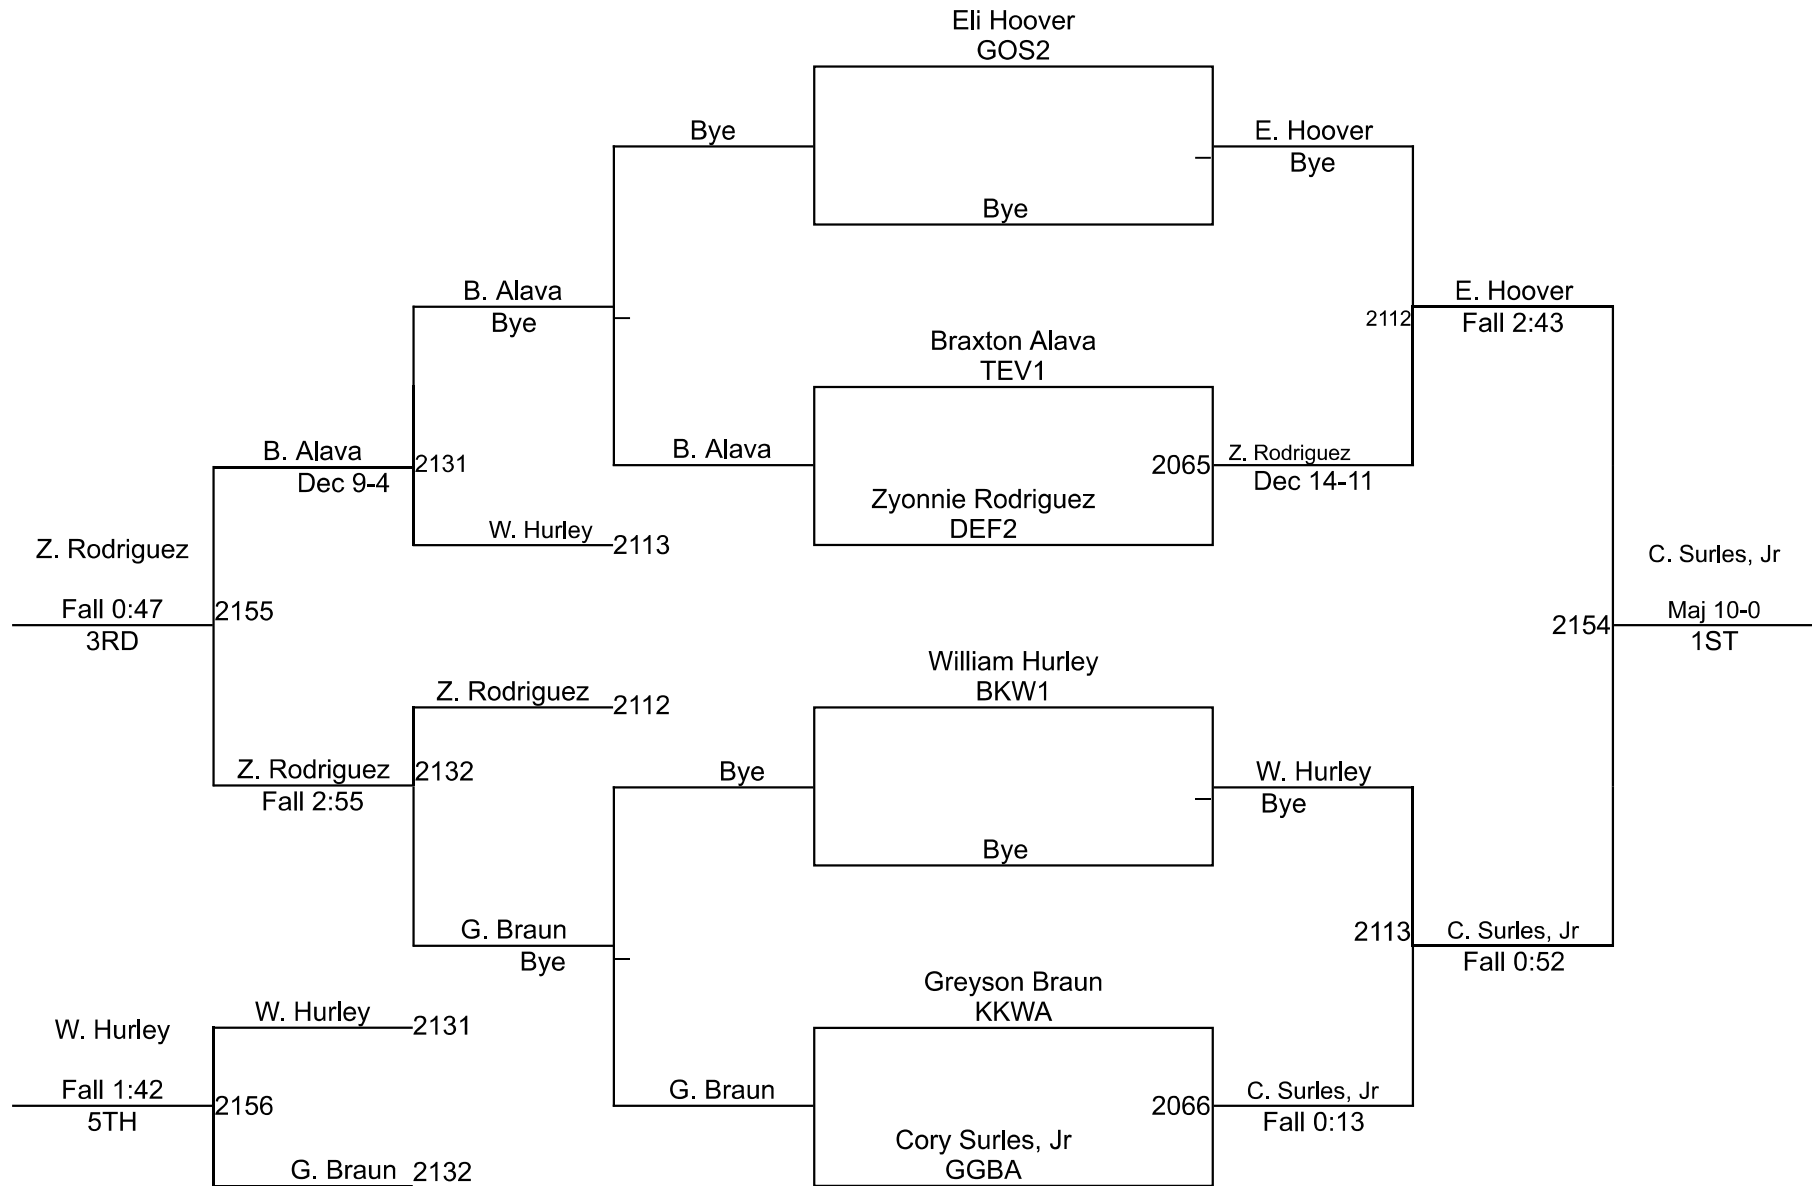 Eli Hoover
GOS2
Bye
E. Hoover
Bye
Bye
B. Alava
Bye
E. Hoover
2112
Fall 2:43
Braxton Alava
TEV1
B. Alava
2131
Dec 9-4
B. Alava
2065
Z. Rodriguez
Dec 14-11
Zyonnie Rodriguez
DEF2
W. Hurley
2113
Z. Rodriguez
Fall 0:47
2155
3RD
C. Surles, Jr
2154
Maj 10-0
1ST
William Hurley
BKW1
Z. Rodriguez
2112
Z. Rodriguez
2132
Fall 2:55
Bye
W. Hurley
Bye
Bye
G. Braun
Bye
2113
C. Surles, Jr
Fall 0:52
Greyson Braun
KKWA
W. Hurley
W. Hurley
2131
Fall 1:42
2156
5TH
G. Braun
2066
C. Surles, Jr
Fall 0:13
Cory Surles, Jr
GGBA
G. Braun
2132